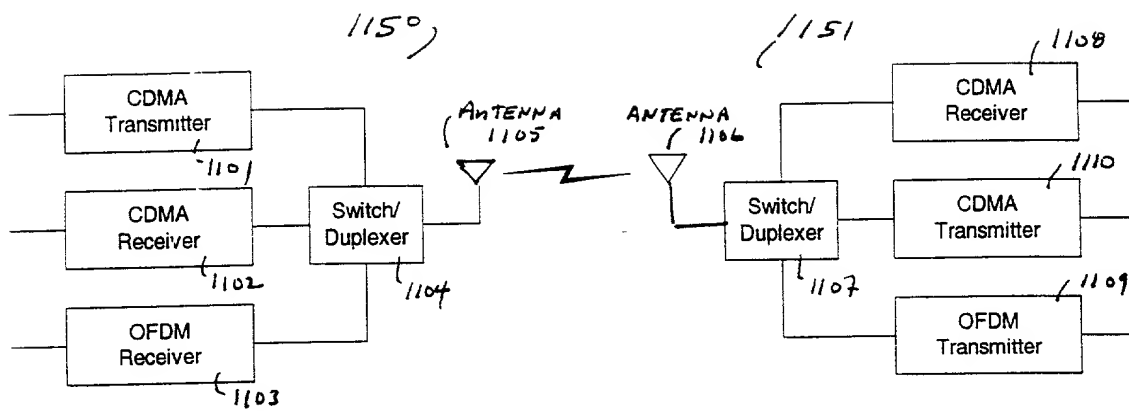 1150
1151
CDMA
Transmitter
1101
CDMA
Receiver
1102
OFDM
Receiver
1103
Switch/
Duplexer
1104
ANTENNA
1105
ANTENNA
1106
Switch/
Duplexer
1107
CDMA
Receiver
1108
CDMA
Transmitter
1110
OFDM
Transmitter
1109